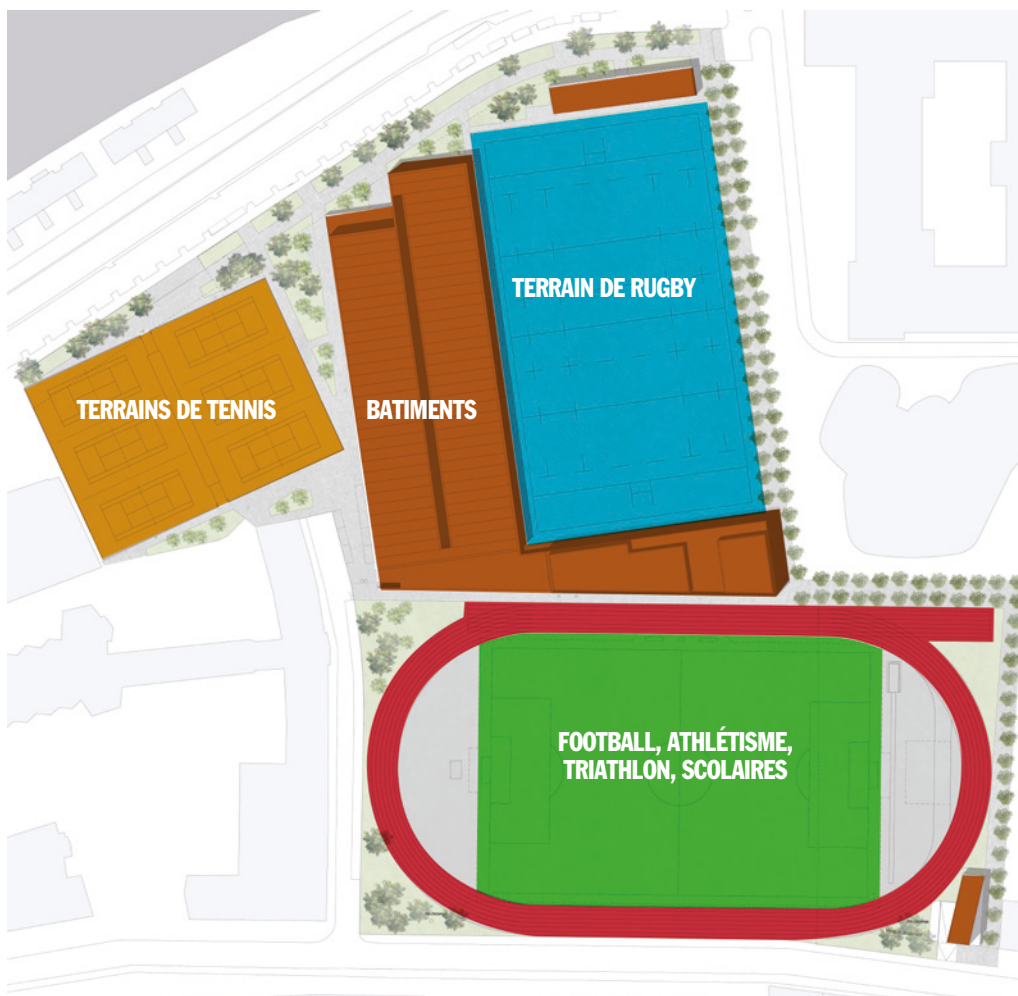 TERRAIN DE RUGBY
TERRAINS DE TENNIS
BATIMENTS
FOOTBALL, ATHLÉTISME,
TRIATHLON, SCOLAIRES